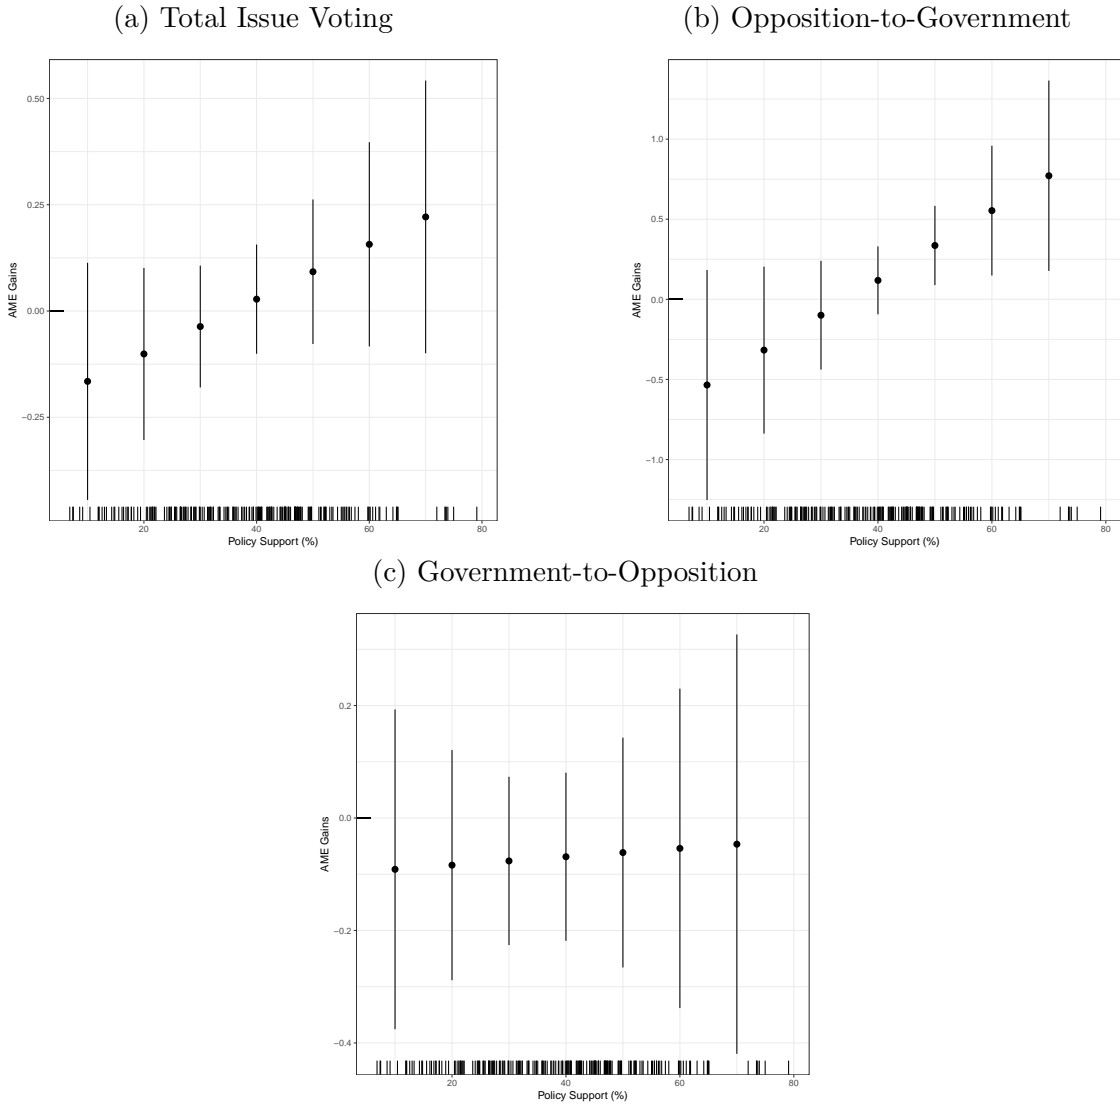 (a) Total Issue Voting
(b) Opposition-to-Government
0.50
0.25
0.00
−0.25
AME Gains
20
40
60
80
Policy Support (%)
1.0
0.5
0.0
−0.5
−1.0
AME Gains
20
40
60
80
Policy Support (%)
(c) Government-to-Opposition
0.2
0.0
−0.2
−0.4
AME Gains
20
40
60
80
Policy Support (%)